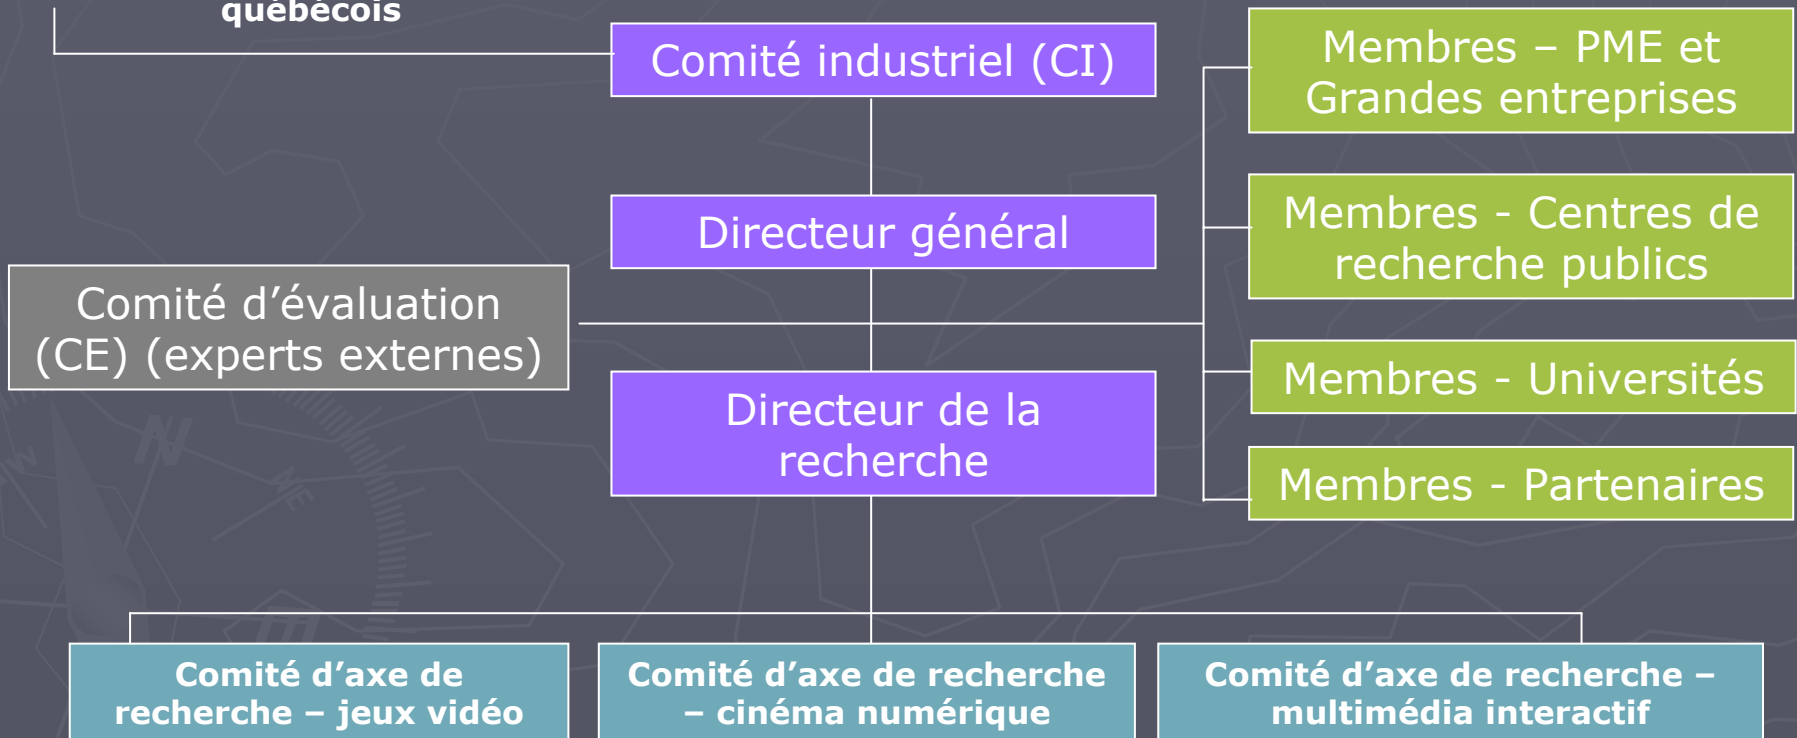 québécois
Comité industriel (CI)
Membres – PME et
Grandes entreprises
Directeur général
Membres - Centres de
recherche publics
Comité d’évaluation
(CE) (experts externes)
Directeur de la
recherche
Membres - Universités
Membres - Partenaires
Comité d’axe de
recherche – jeux vidéo
Comité d’axe de recherche
– cinéma numérique
Comité d’axe de recherche –
multimédia interactif
N
NE